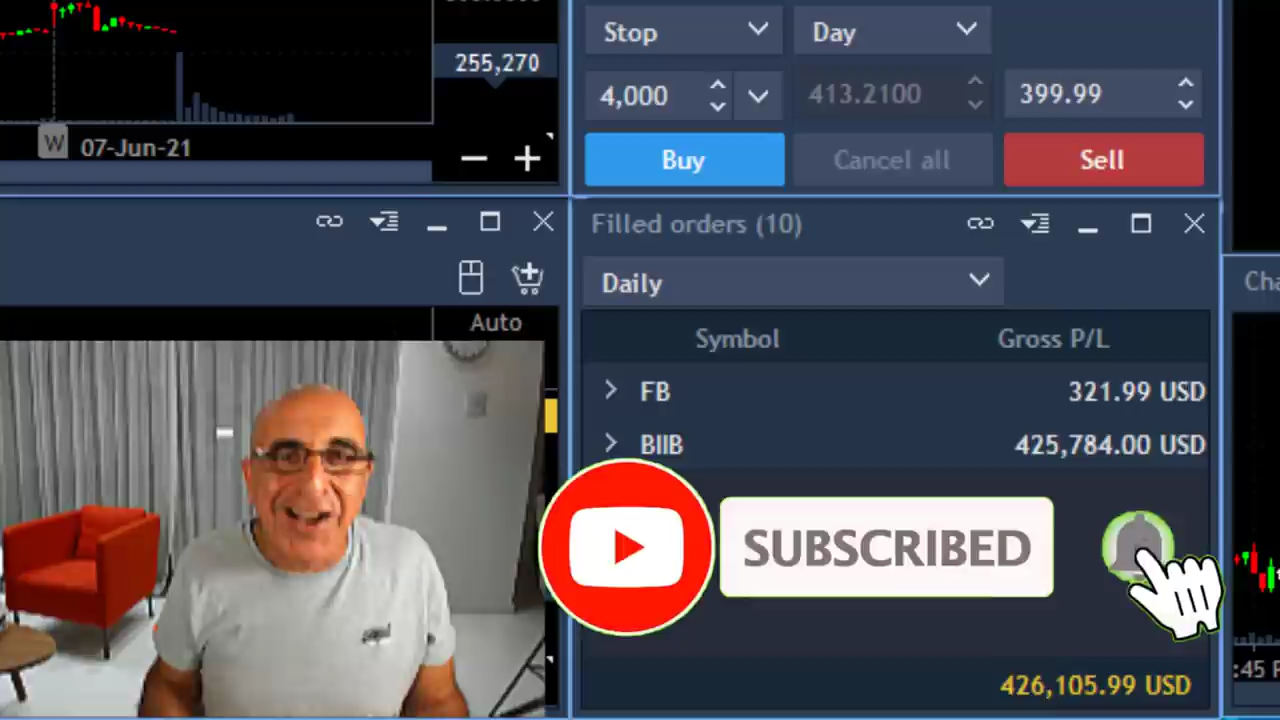 255,270
W 07-Jun-21
Stop Day
4,000 413.2100 399.99
Buy Cancel all Sell
Filled orders (10)
Daily
Auto
Symbol Gross P/L
FB 321.99 USD
BIIB 425,784.00 USD
SUBSCRIBED
426,105.99 USD
:45